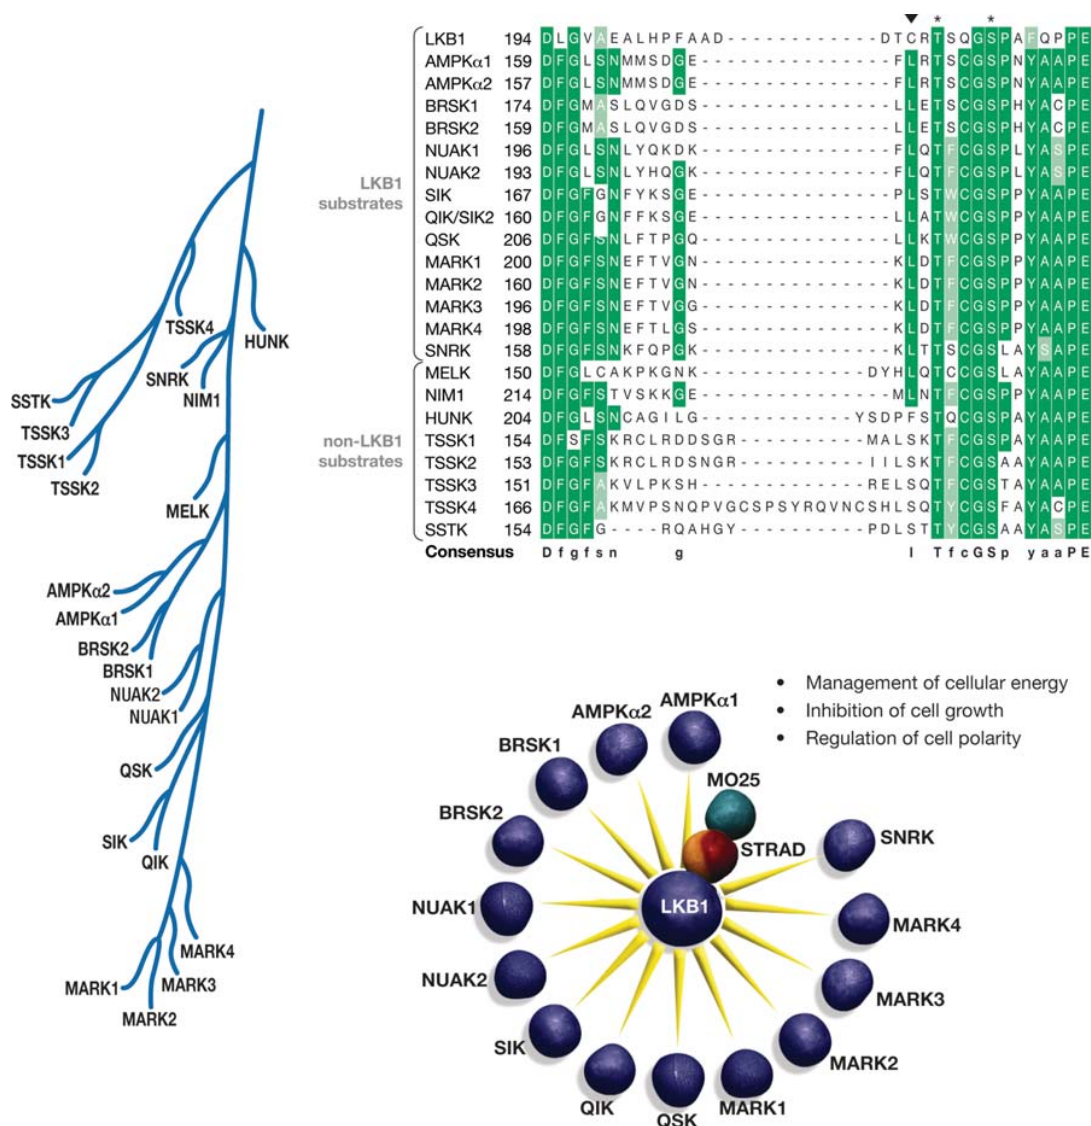 LKB1 substrates
LKB1 194 DLGVAEALHPFAAD------------DTCRTSQGSPAFQPPE
AMPKα1 159 DFGLSNMMSDGE---------------FLRTSCGSPNYAAPE
AMPKα2 157 DFGLSNMMSDGE---------------FLRTSCGSPNYAAPE
BRSK1 174 DFGMASLQVGDS---------------LLETSCGSPHYACPE
BRSK2 159 DFGMASLQVGDS---------------LLETSCGSPHYACPE
NUAK1 196 DFGLSNLYQKDK---------------FLQTFCGSPLYASPE
NUAK2 193 DFGLSNLYHQGK---------------FLQTFCGSPLYASPE
SIK 167 DFGFGNFYKSGE---------------PLSTWCGSPPYAAPE
QIK/SIK2 160 DFGFGNFFKSGE---------------LLATWCGSPPYAAPE
QSK 206 DFGFSNLFTPGQ---------------LLKTWCGSPPYAAPE
MARK1 200 DFGFSNEFTVGN---------------KLDTFCGSPPYAAPE
MARK2 160 DFGFSNEFTVGN---------------KLDTFCGSPPYAAPE
MARK3 196 DFGFSNEFTVGG---------------KLDTFCGSPPYAAPE
MARK4 198 DFGFSNEFTLGS---------------KLDTFCGSPPYAAPE
SNRK 158 DFGFSNKFQPGK---------------KLTTSCGSLAYSAPE
non-LKB1 substrates
MELK 150 DFGLCAKPKGNK-------------DYHLQTCCGSLAYAAPE
NIM1 214 DFGFSTVSKKGE---------------MLNTFCGSPAYAAPE
HUNK 204 DFGLSNCAGILG------------YSDPFSTQCGSPAYAAPE
TSSK1 154 DFSFSKRCLRDDSGR----------MALSKTFCGSPAYAAPE
TSSK2 153 DFGFSKRCLRDSNGR----------IILSKTFCGSAAYAAPE
TSSK3 151 DFGFAKVLPKSH-------------RELSQTFCGSTAYAAPE
TSSK4 166 DFGFAKMVPSNQPVGCSPSYRQVNCSHLSQTYCGSFAYACPE
SSTK 154 DFGFG----RQAHGY----------PDLSTTYCGSAAYASPE
Consensus Dfgfsn g l TfcGSp yaaPE
* *
TSSK4
HUNK
SNRK
NIM1
SSTK
TSSK3
TSSK1
TSSK2
MELK
AMPKα2
AMPKα1
BRSK2
BRSK1
NUAK2
NUAK1
QSK
SIK
QIK
MARK4
MARK1
MARK3
MARK2
• Management of cellular energy
• Inhibition of cell growth
• Regulation of cell polarity
AMPKα1
AMPKα2
BRSK1
MO25
BRSK2
STRAD
SNRK
NUAK1
LKB1
MARK4
NUAK2
MARK3
SIK
MARK2
QIK
QSK
MARK1